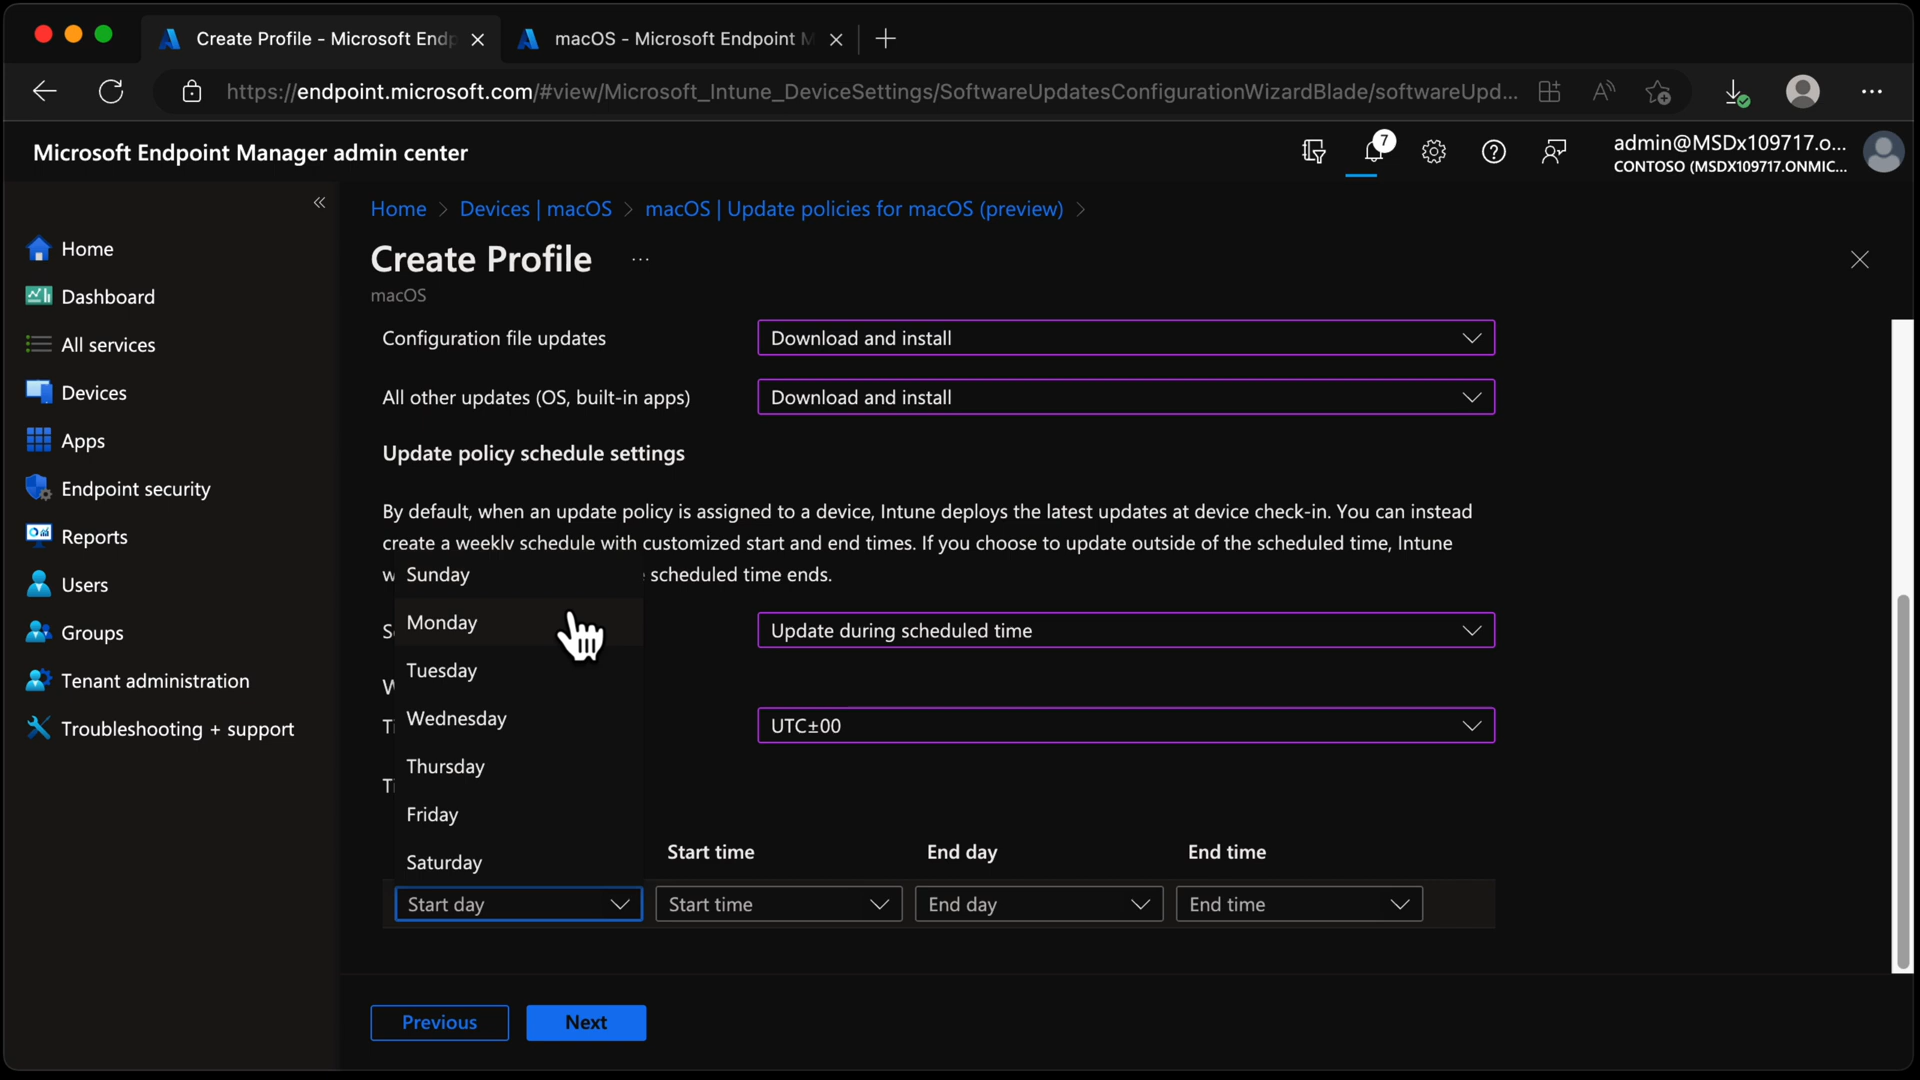 Create Profile - Microsoft Endp
macOS - Microsoft Endpoint M
https://endpoint.microsoft.com/#view/Microsoft_Intune_DeviceSettings/SoftwareUpdatesConfigurationWizardBlade/softwareUpd...
Microsoft Endpoint Manager admin center
7
admin@MSDx109717.o...
CONTOSO (MSDX109717.ONMIC...
Home
Dashboard
All services
Devices
Apps
Endpoint security
Reports
Users
Groups
Tenant administration
Troubleshooting + support
Home > Devices | macOS > macOS | Update policies for macOS (preview) >
Create Profile ...
macOS
Configuration file updates Download and install
All other updates (OS, built-in apps) Download and install
Update policy schedule settings
By default, when an update policy is assigned to a device, Intune deploys the latest updates at device check-in. You can instead
create a weekly schedule with customized start and end times. If you choose to update outside of the scheduled time, Intune
scheduled time ends.
Sunday
Monday
Tuesday
Wednesday
Thursday
Friday
Saturday
Update during scheduled time
UTC±00
Start time End day End time
Start day Start time End day End time
Previous Next